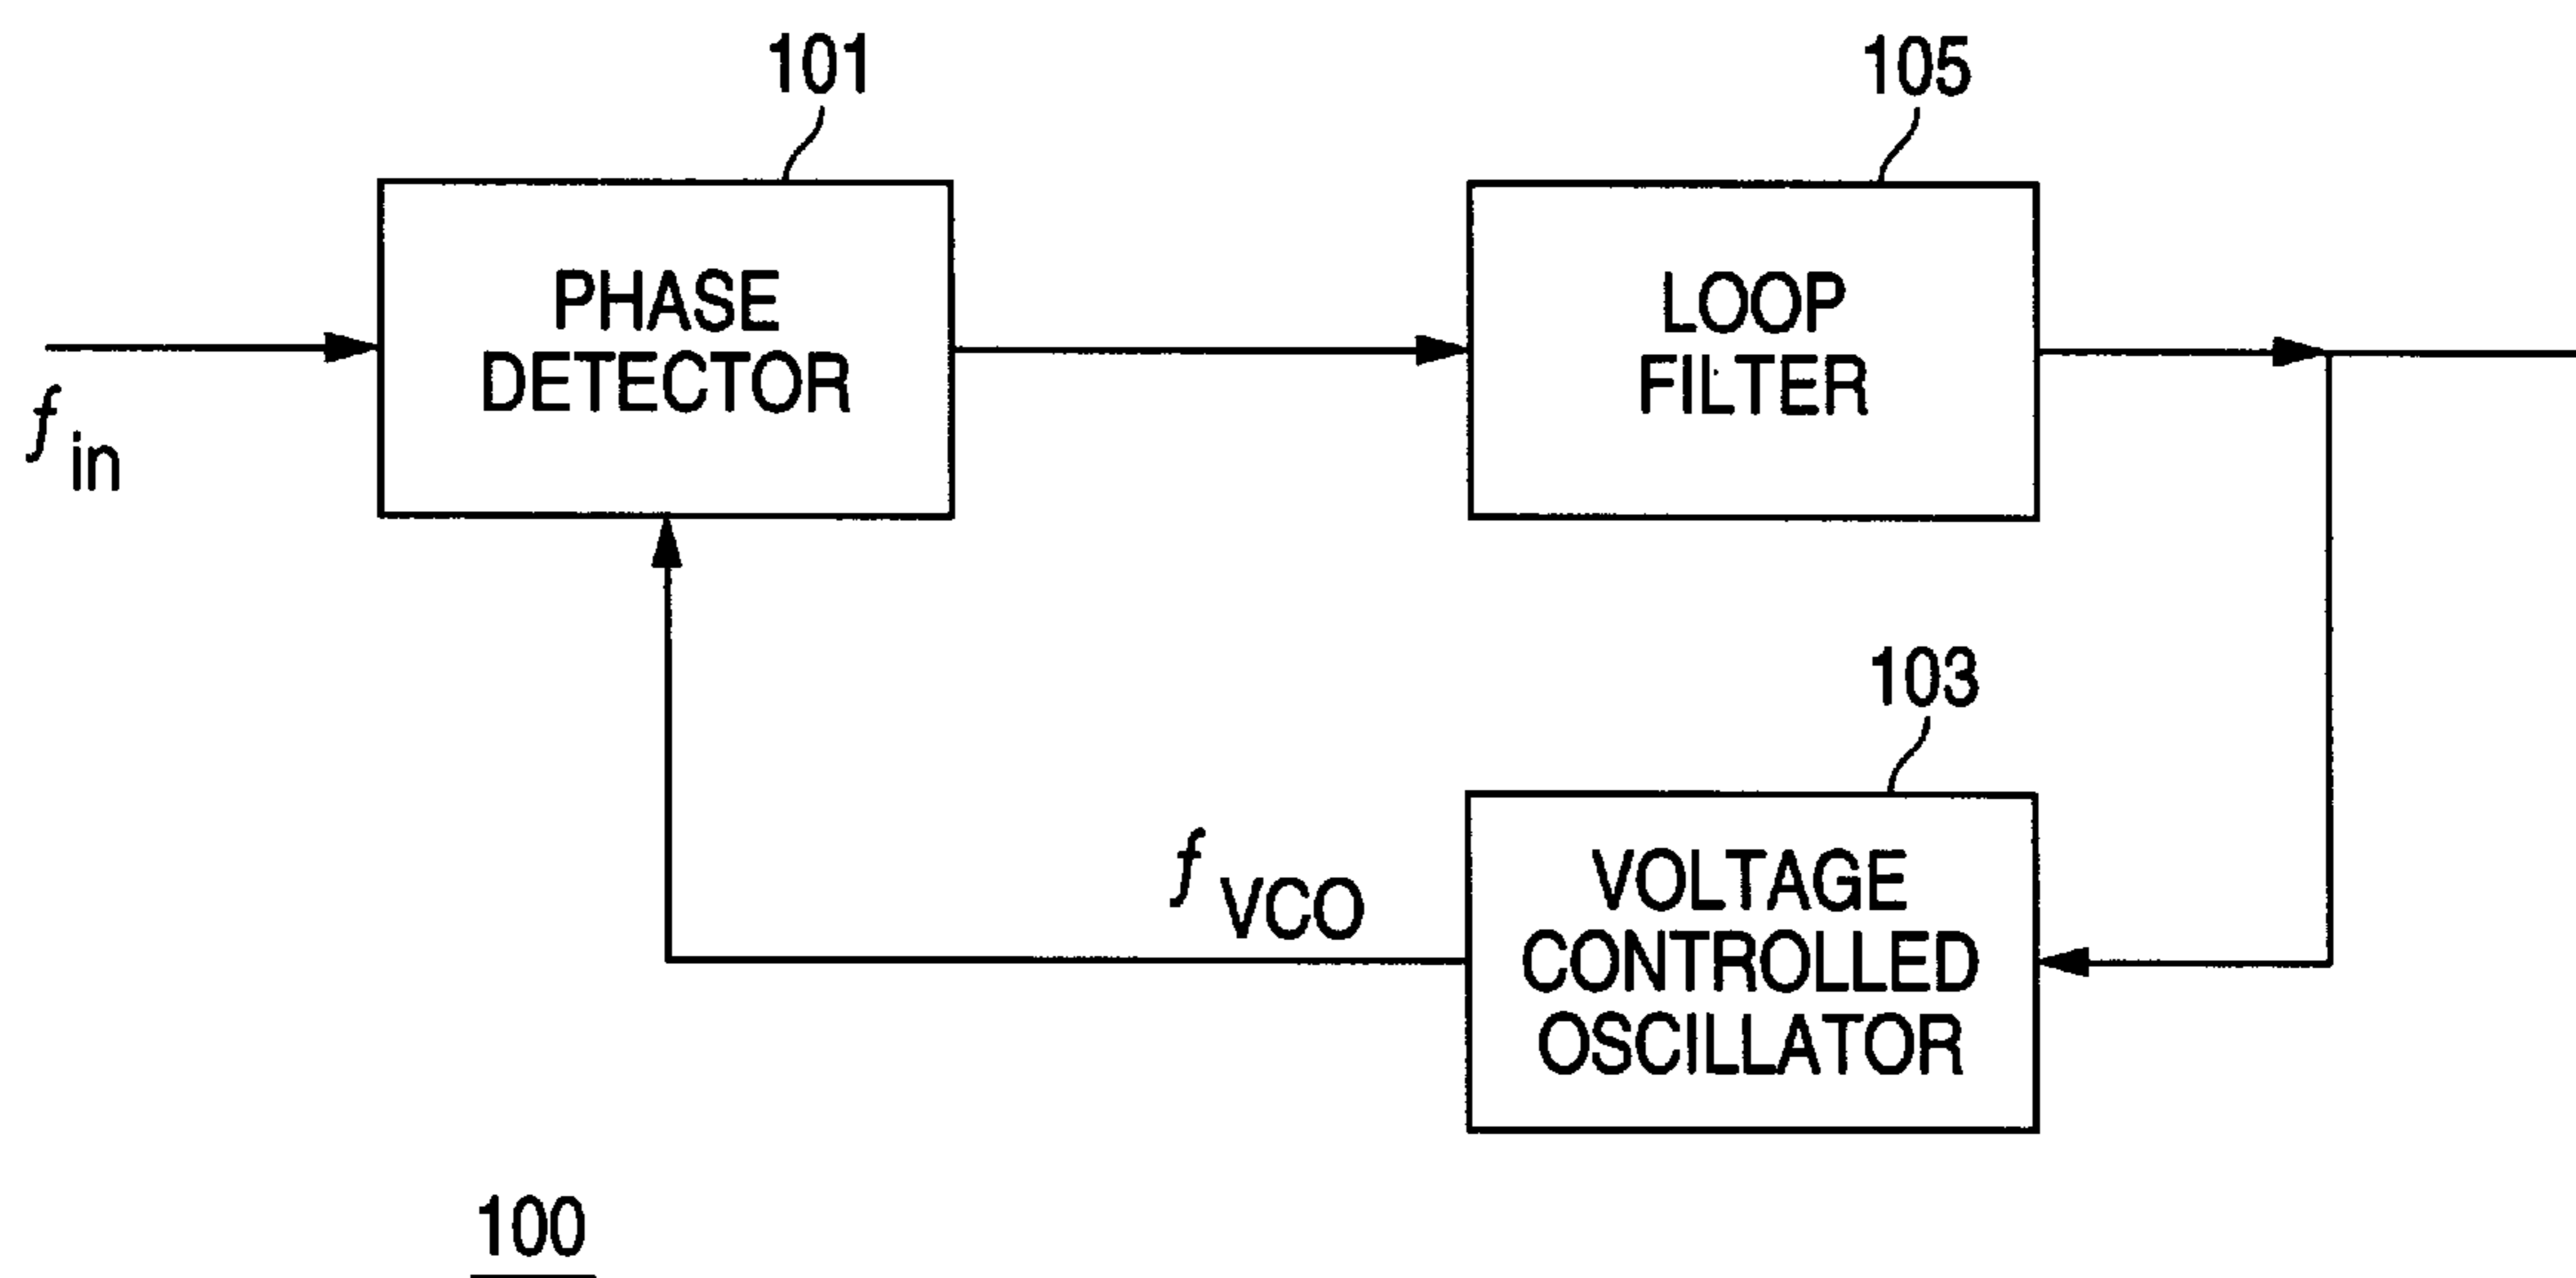 101
105
PHASE
DETECTOR
LOOP
FILTER
f in
103
f VCO
VOLTAGE
CONTROLLED
OSCILLATOR
100